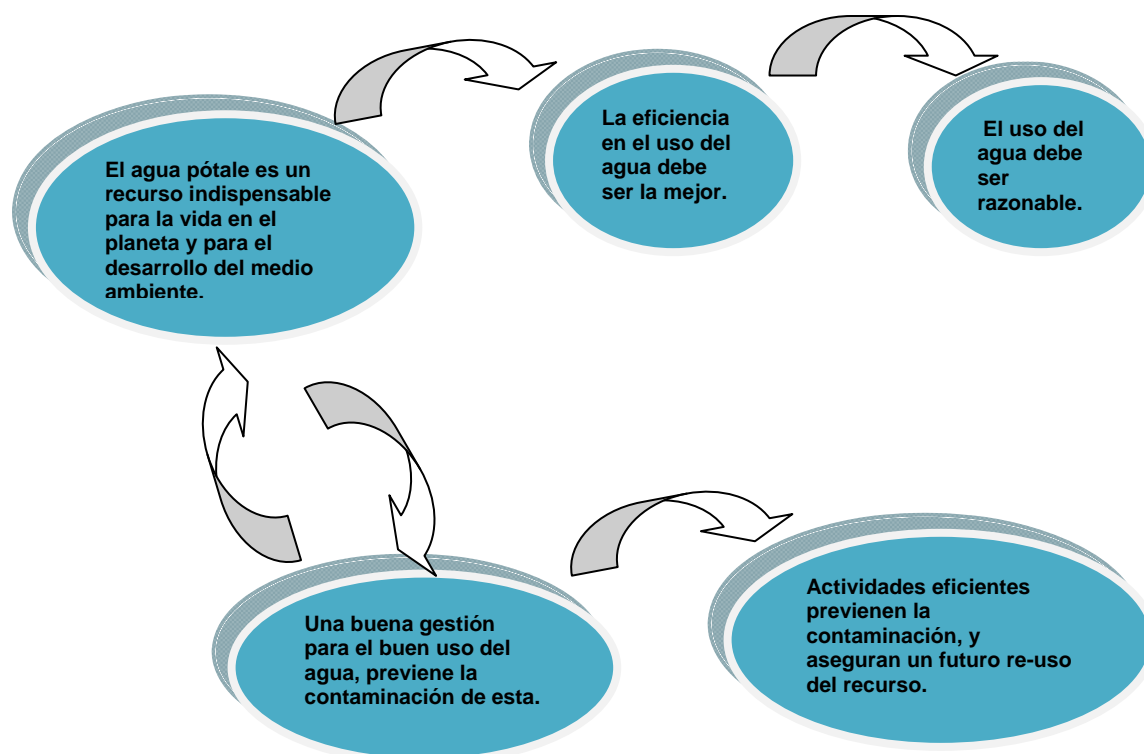 El agua pótale es un
recurso indispensable
para la vida en el
planeta y para el
desarrollo del medio
ambiente.
La eficiencia
en el uso del
agua debe
ser la mejor.
El uso del
agua debe
ser
razonable.
Una buena gestión
para el buen uso del
agua, previene la
contaminación de esta.
Actividades eficientes
previenen la
contaminación, y
aseguran un futuro re-uso
del recurso.